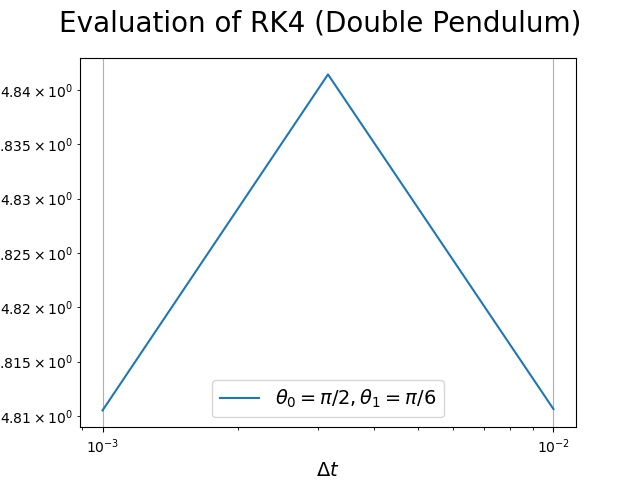 Evaluation of RK4 (Double Pendulum)
4.84 × 10⁰
.835 × 10⁰
4.83 × 10⁰
.825 × 10⁰
4.82 × 10⁰
.815 × 10⁰
4.81 × 10⁰
θ₀ = π/2, θ₁ = π/6
10⁻³
10⁻²
Δt